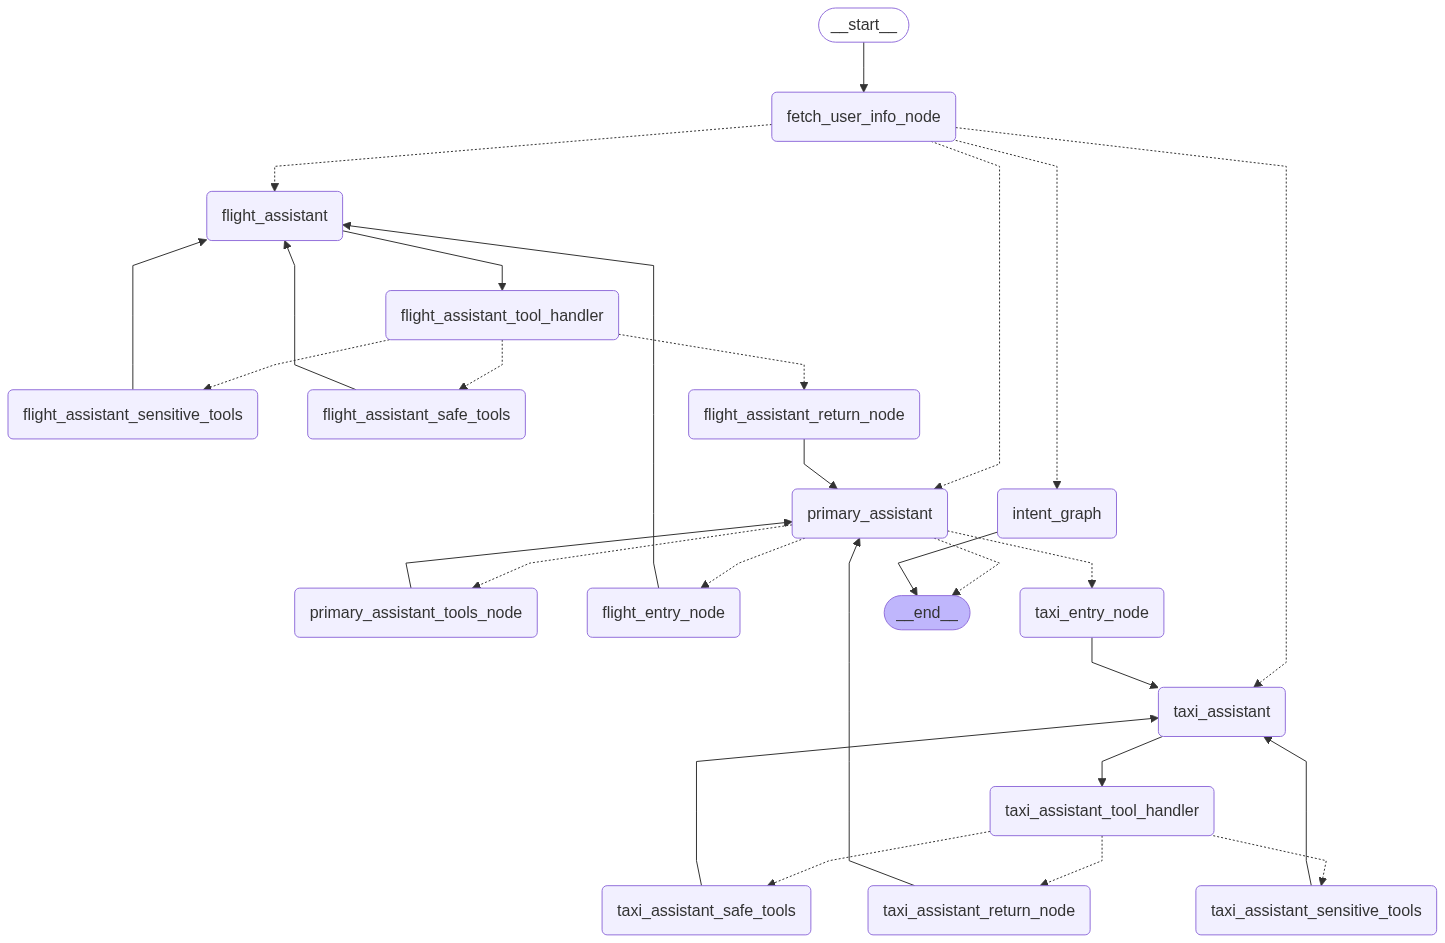 __start__
fetch_user_info_node
flight_assistant
flight_assistant_tool_handler
flight_assistant_sensitive_tools
flight_assistant_safe_tools
flight_assistant_return_node
primary_assistant
intent_graph
primary_assistant_tools_node
flight_entry_node
__end__
taxi_entry_node
taxi_assistant
taxi_assistant_tool_handler
taxi_assistant_safe_tools
taxi_assistant_return_node
taxi_assistant_sensitive_tools